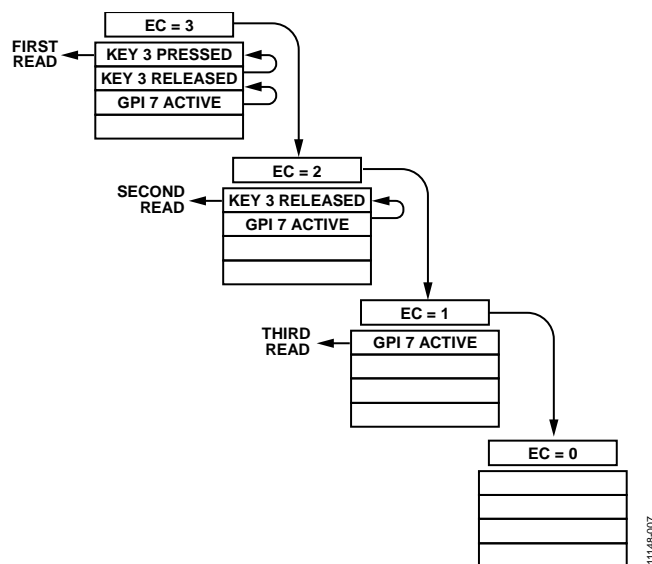 EC = 3
FIRST
READ
KEY 3 PRESSED
KEY 3 RELEASED
GPI 7 ACTIVE
EC = 2
SECOND
READ
KEY 3 RELEASED
GPI 7 ACTIVE
EC = 1
THIRD
READ
GPI 7 ACTIVE
EC = 0
11148-007